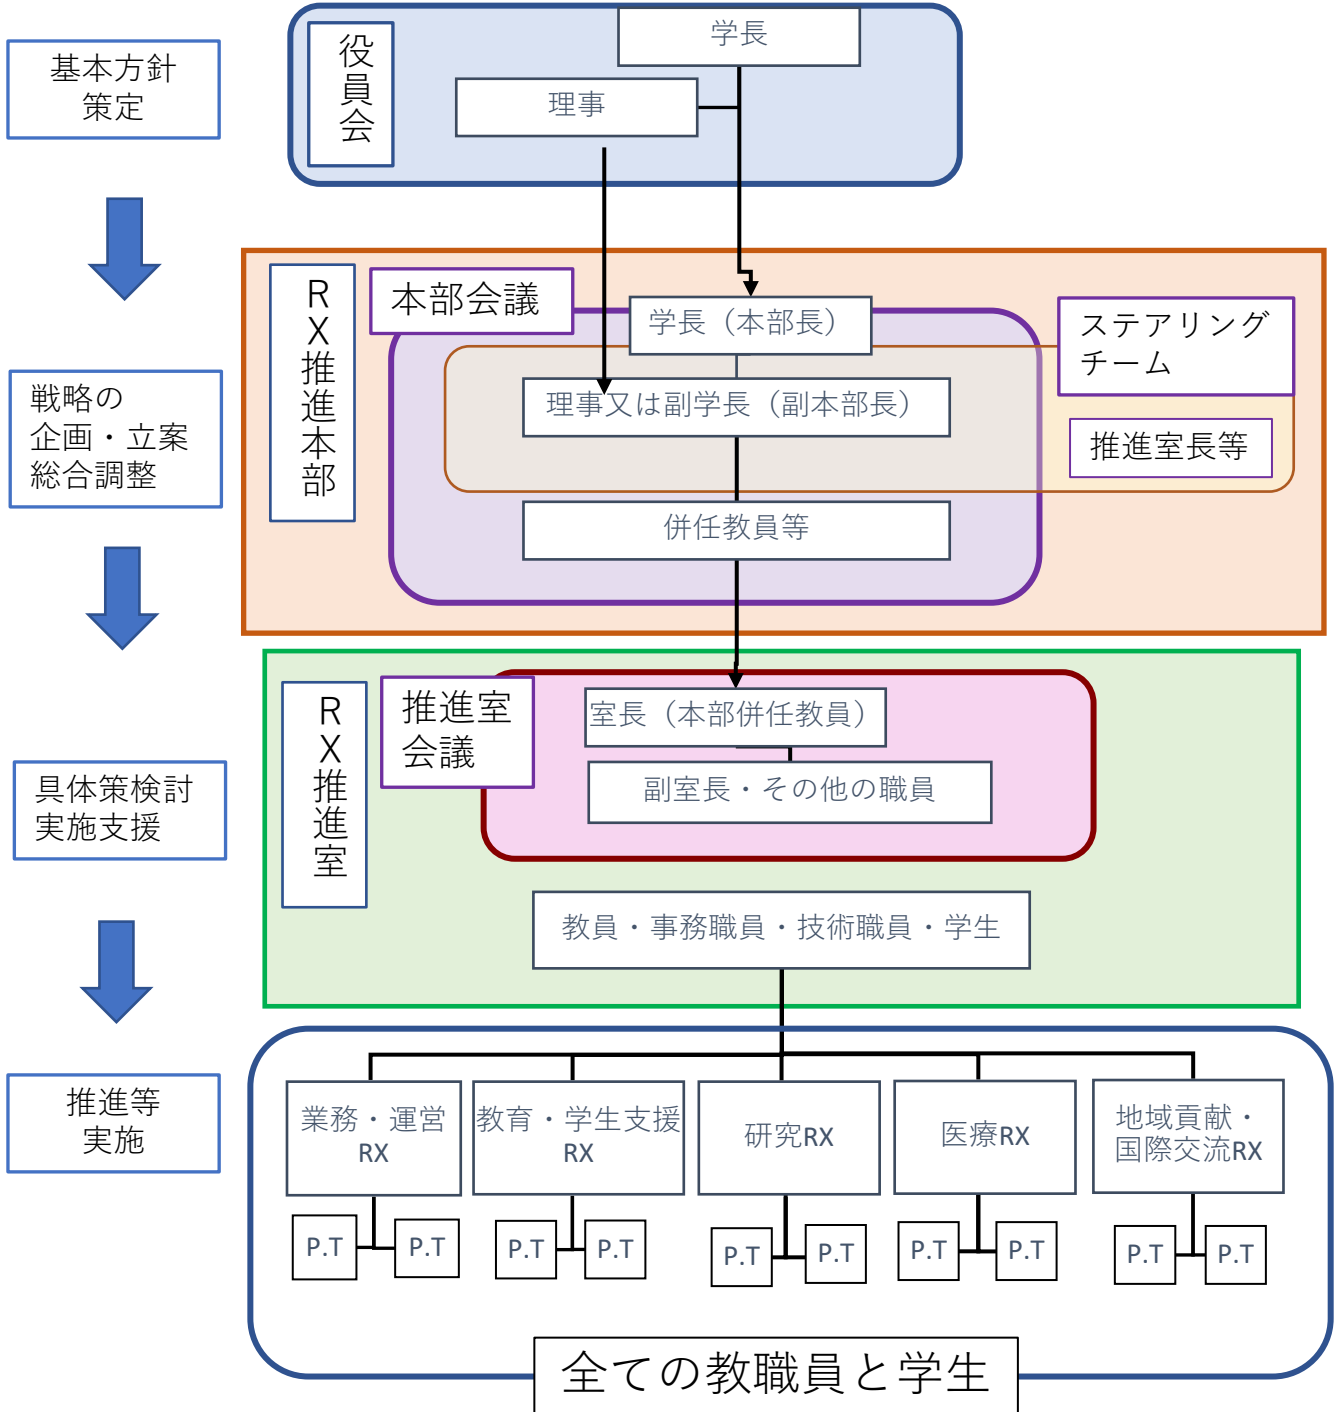 基本方針
策定
役員会
学長
理事
戦略の
企画・立案
総合調整
RX推進本部
本部会議
学長（本部長）
ステアリング
チーム
理事又は副学長（副本部長）
推進室長等
併任教員等
具体策検討
実施支援
RX推進室
推進室
会議
室長（本部併任教員）
副室長・その他の職員
教員・事務職員・技術職員・学生
推進等
実施
業務・運営
RX
教育・学生支援
RX
研究RX
医療RX
地域貢献・
国際交流RX
P.T
P.T
P.T
P.T
P.T
P.T
P.T
P.T
P.T
P.T
全ての教職員と学生